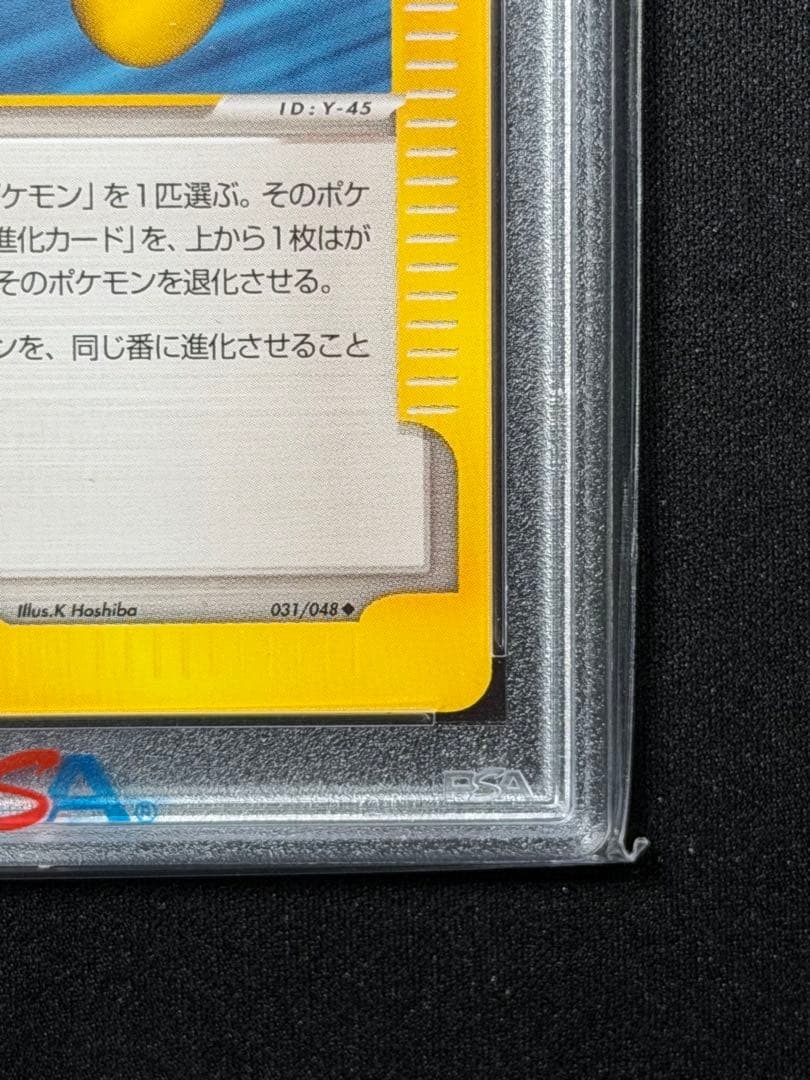 ID:Y-45
ケモン」を1匹選ぶ。そのポケ
進化カード」を、上から1枚はが
そのポケモンを退化させる。
ンを、同じ番に進化させること
Illus.K Hoshiba 031/048◆
SA®
PSA